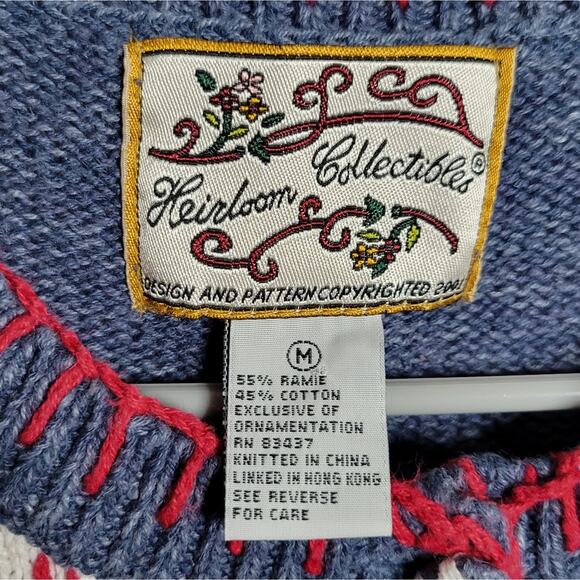 Heirloom Collectibles®
DESIGN AND PATTERN COPYRIGHTED 2001
M
55% RAMIE
45% COTTON
EXCLUSIVE OF
ORNAMENTATION
RN 83437
KNITTED IN CHINA
LINKED IN HONG KONG
SEE REVERSE
FOR CARE